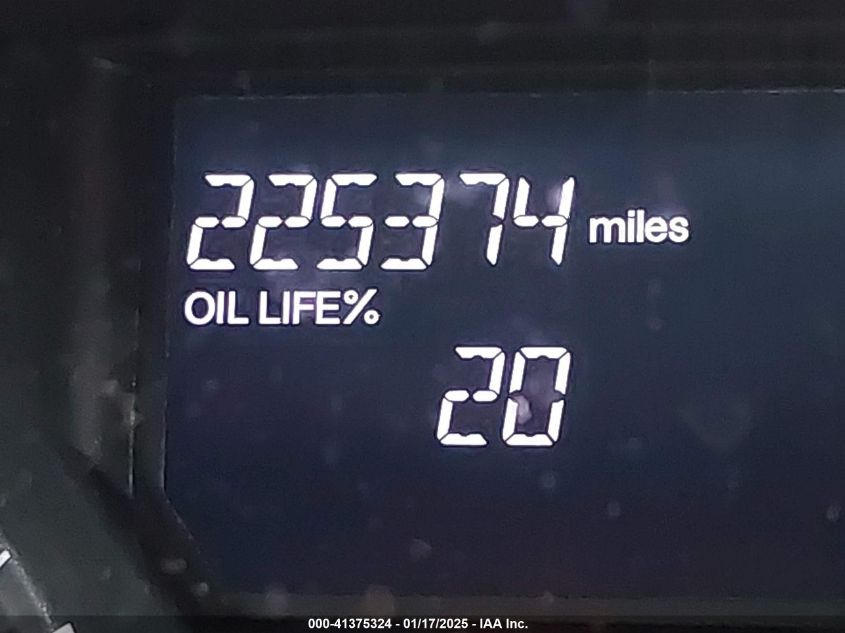 225374 miles
OIL LIFE%
20
000-41375324 - 01/17/2025 - IAA Inc.